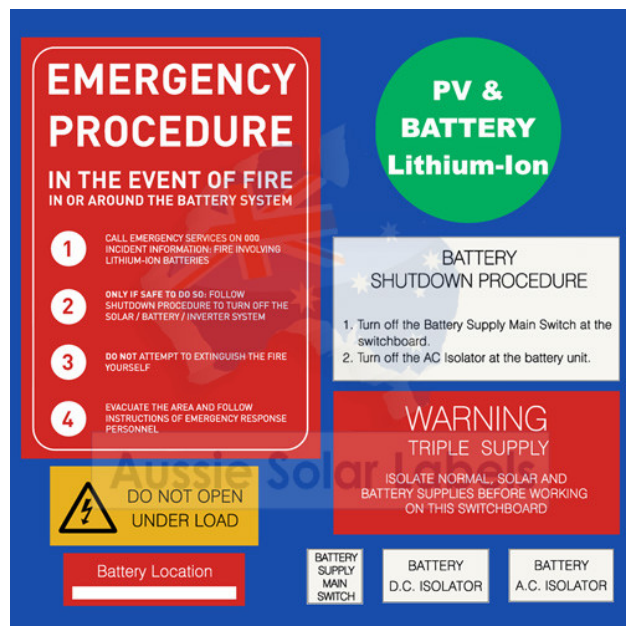 EMERGENCY
PROCEDURE
IN THE EVENT OF FIRE
IN OR AROUND THE BATTERY SYSTEM
1
CALL EMERGENCY SERVICES ON 000
INCIDENT INFORMATION: FIRE INVOLVING
LITHIUM-ION BATTERIES
2
ONLY IF SAFE TO DO SO: FOLLOW
SHUTDOWN PROCEDURE TO TURN OFF THE
SOLAR / BATTERY / INVERTER SYSTEM
3
DO NOT ATTEMPT TO EXTINGUISH THE FIRE
YOURSELF
4
EVACUATE THE AREA AND FOLLOW
INSTRUCTIONS OF EMERGENCY RESPONSE
PERSONNEL
PV &
BATTERY
Lithium-Ion
BATTERY
SHUTDOWN PROCEDURE
1. Turn off the Battery Supply Main Switch at the
switchboard.
2. Turn off the AC Isolator at the battery unit.
WARNING
TRIPLE SUPPLY
ISOLATE NORMAL, SOLAR AND
BATTERY SUPPLIES BEFORE WORKING
ON THIS SWITCHBOARD
Aussie Solar Labels
DO NOT OPEN
UNDER LOAD
Battery Location
BATTERY
SUPPLY
MAIN
SWITCH
BATTERY
D.C. ISOLATOR
BATTERY
A.C. ISOLATOR